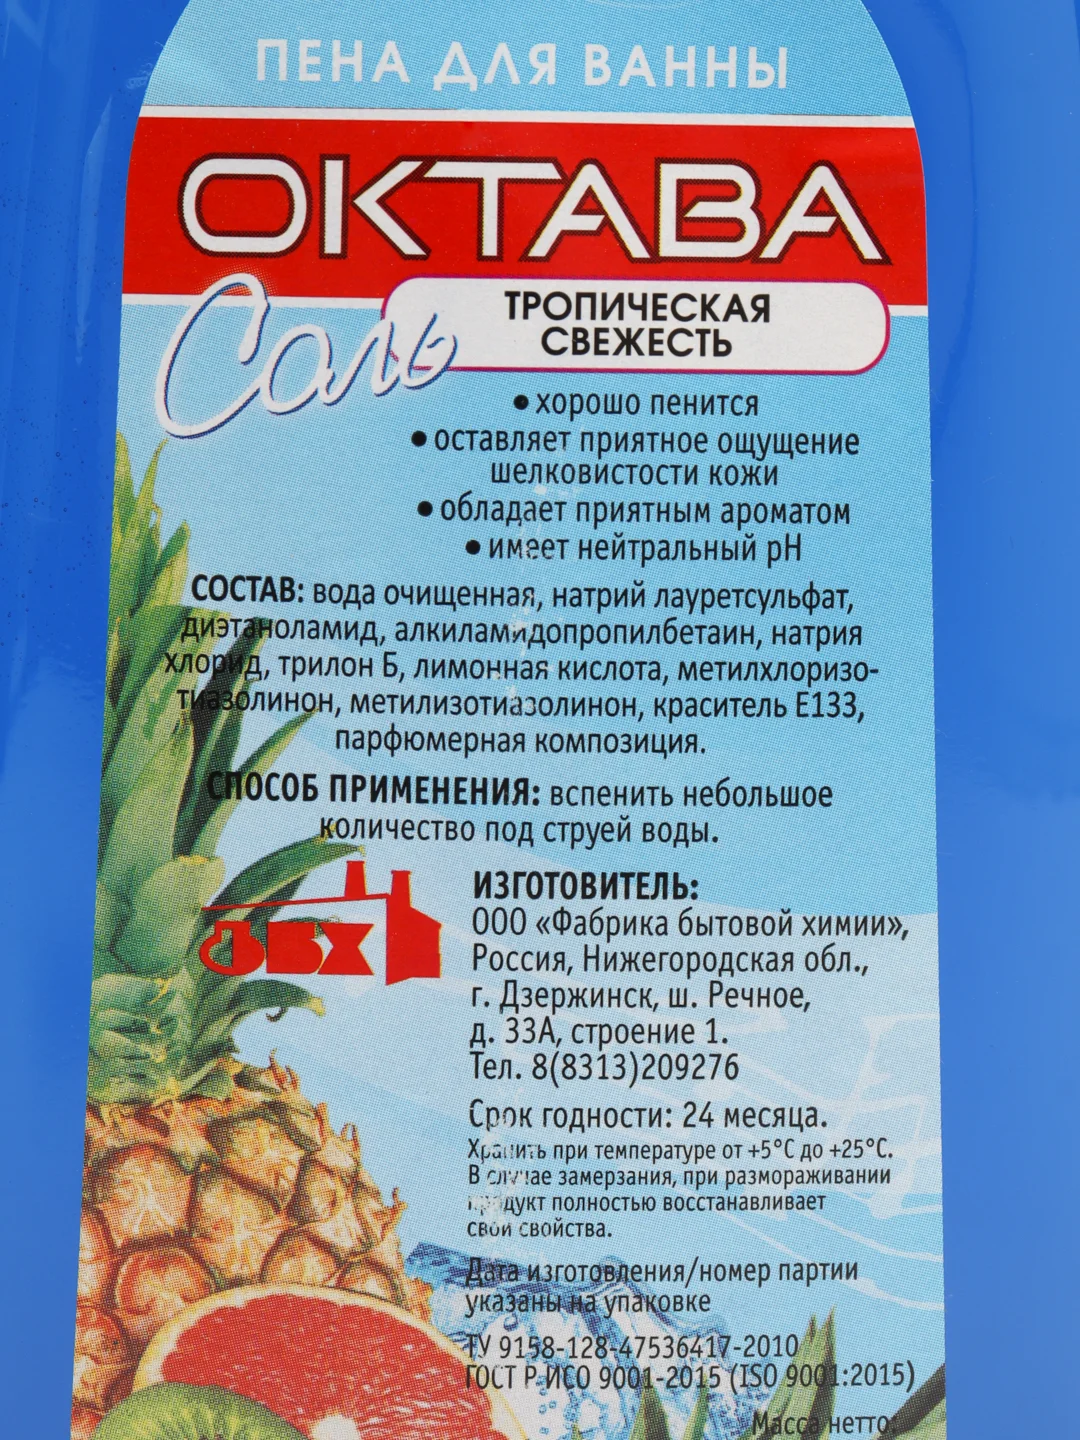 ПЕНА ДЛЯ ВАННЫ
ОКТАВА
Соль
ТРОПИЧЕСКАЯ
СВЕЖЕСТЬ
• хорошо пенится
• оставляет приятное ощущение
шелковистости кожи
• обладает приятным ароматом
• имеет нейтральный pH
СОСТАВ: вода очищенная, натрий лауретсульфат,
диэтаноламид, алкиламидопропилбетаин, натрия
хлорид, трилон Б, лимонная кислота, метилхлоризо-
тиазолинон, метилизотиазолинон, краситель Е133,
парфюмерная композиция.
СПОСОБ ПРИМЕНЕНИЯ: вспенить небольшое
количество под струей воды.
ФБХ
ИЗГОТОВИТЕЛЬ:
ООО «Фабрика бытовой химии»,
Россия, Нижегородская обл.,
г. Дзержинск, ш. Речное,
д. 33А, строение 1.
Тел. 8(8313)209276
Срок годности: 24 месяца.
Хранить при температуре от +5°С до +25°С.
В случае замерзания, при размораживании
продукт полностью восстанавливает
свои свойства.
Дата изготовления/номер партии
указаны на упаковке
ТУ 9158-128-47536417-2010
ГОСТ Р ИСО 9001-2015 (ISO 9001:2015)
Масса нетто: